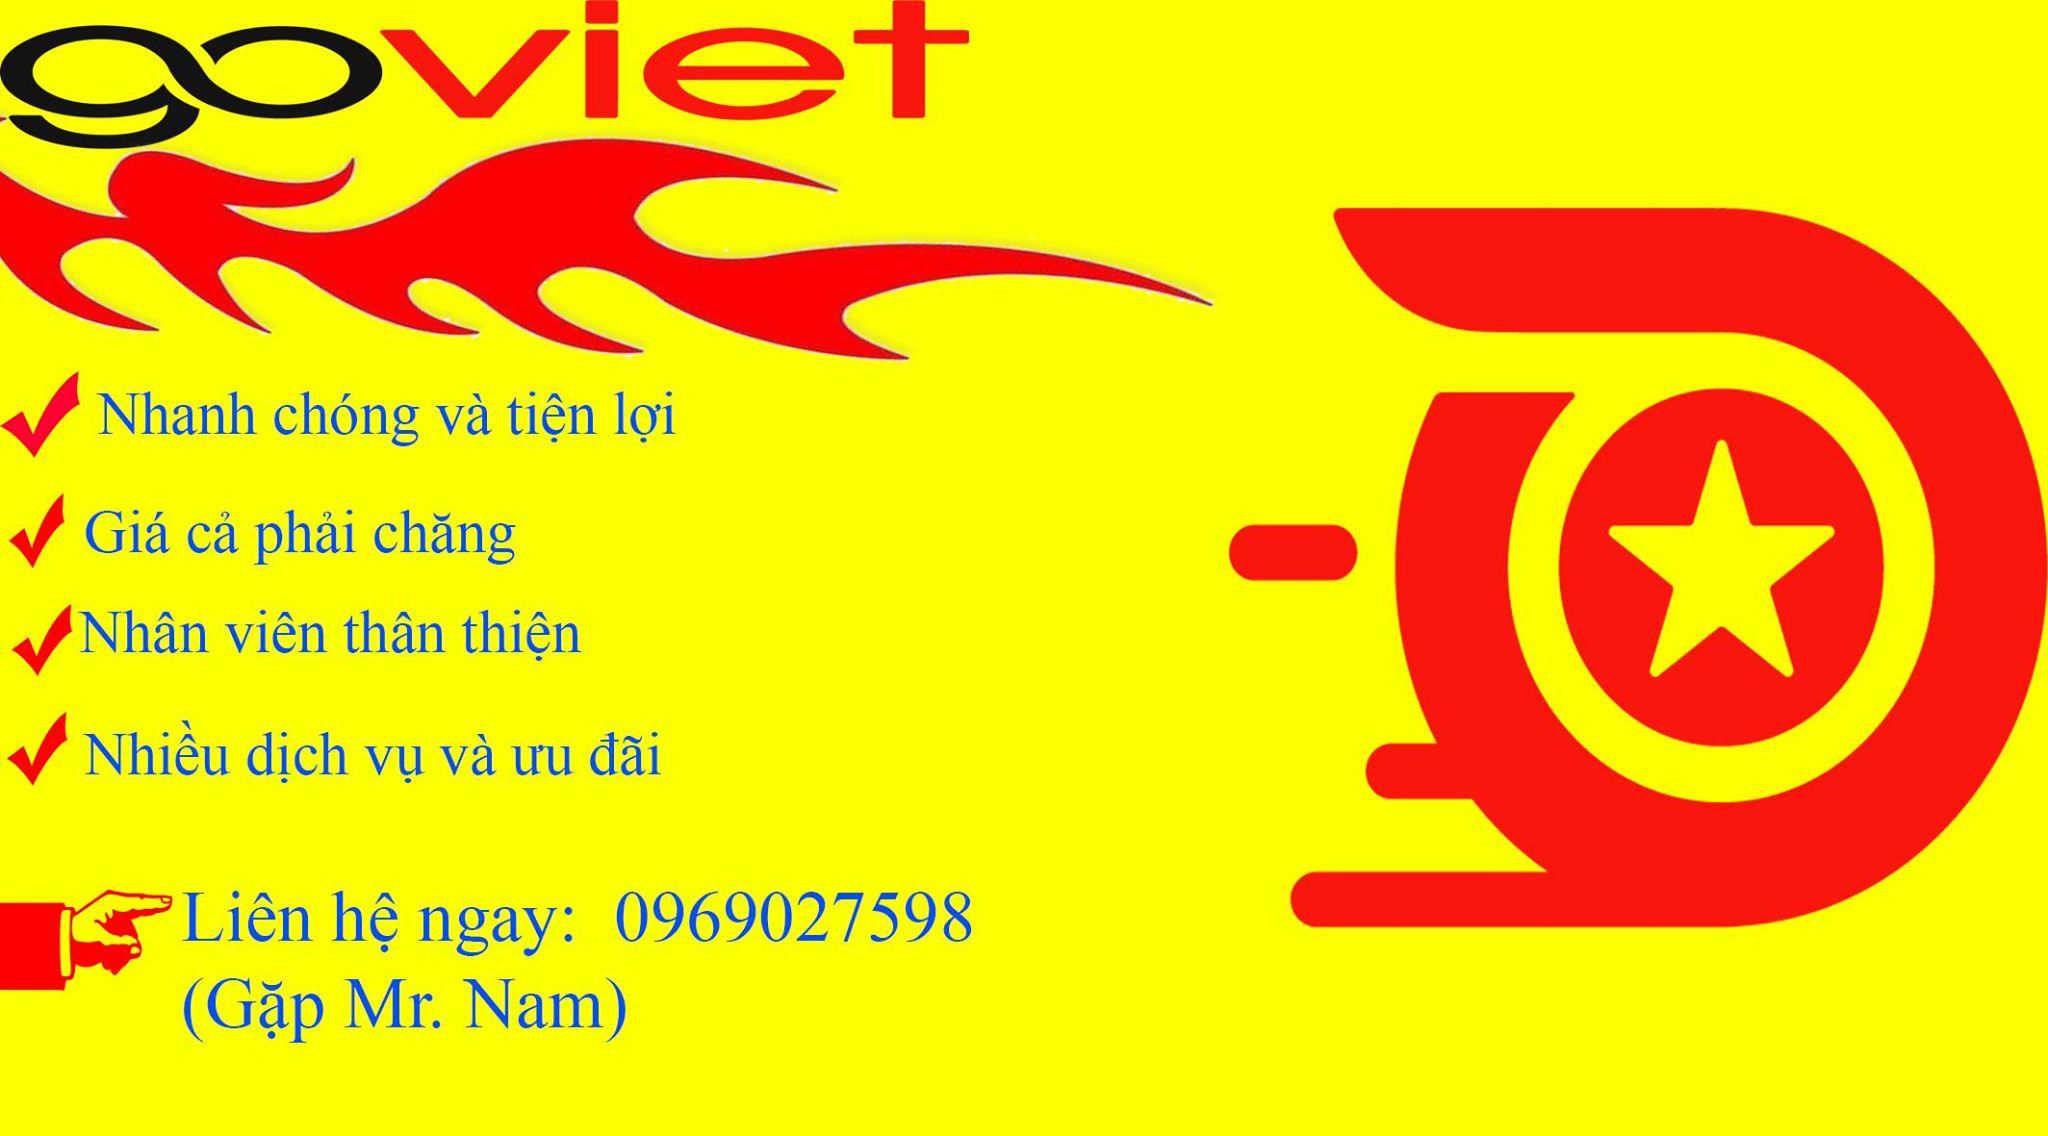 goviet
Nhanh chóng và tiện lợi
Giá cả phải chăng
Nhân viên thân thiện
Nhiều dịch vụ và ưu đãi
Liên hệ ngay: 0969027598
(Gặp Mr. Nam)